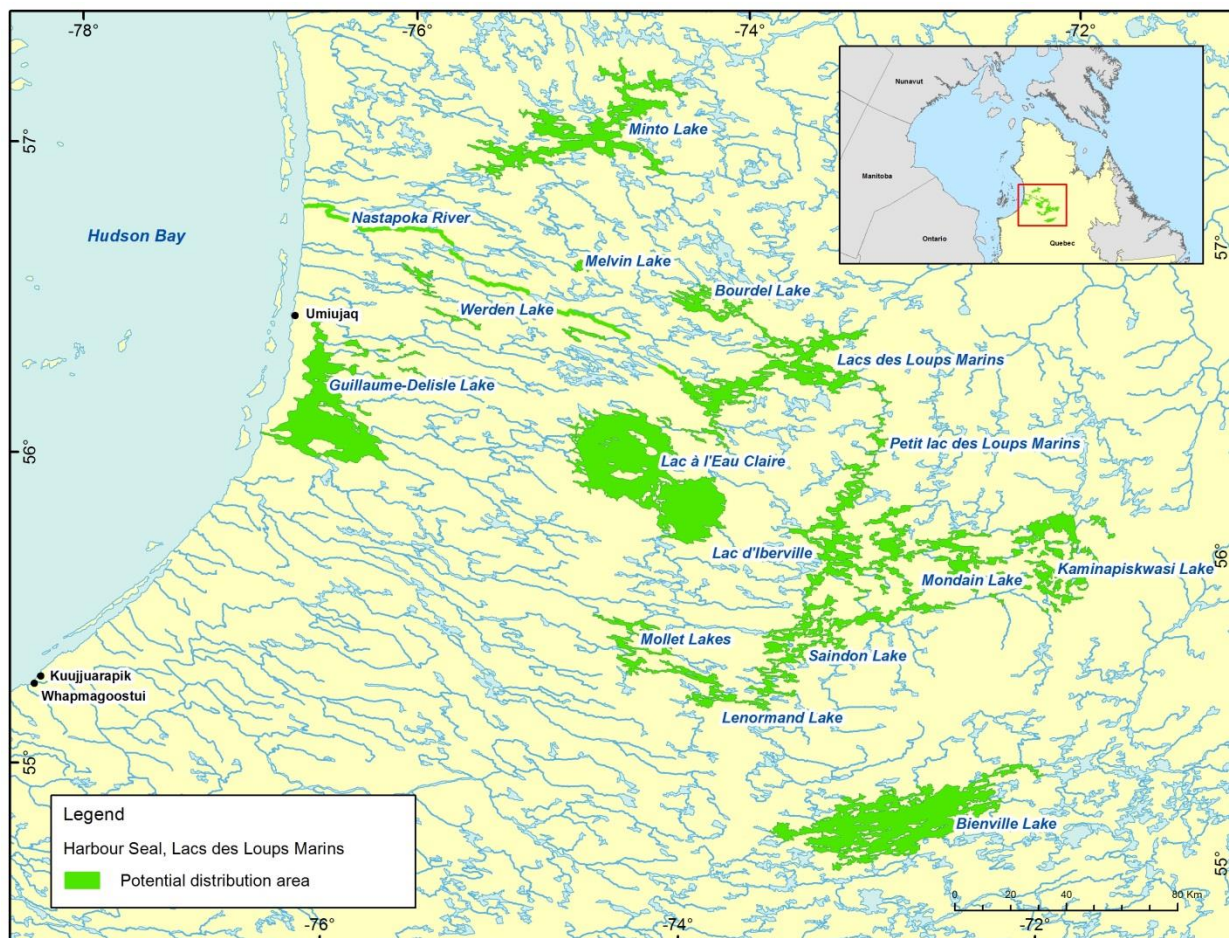 -78°
-76°
-74°
-72°
Nunavut
Manitoba
Ontario
Quebec
57°
57°
Minto Lake
Nastapoka River
Hudson Bay
Melvin Lake
Bourdel Lake
Werden Lake
Umiujaq
Lacs des Loups Marins
Guillaume-Delisle Lake
Petit lac des Loups Marins
56°
Lac à l'Eau Claire
56°
Lac d'Iberville
Kaminapiskwasi Lake
Mondain Lake
Mollet Lakes
Saindon Lake
Kuujjuarapik
Whapmagoostui
Lenormand Lake
55°
Legend
Harbour Seal, Lacs des Loups Marins
Potential distribution area
Bienville Lake
55°
0 20 40 80 Km
-76°
-74°
-72°